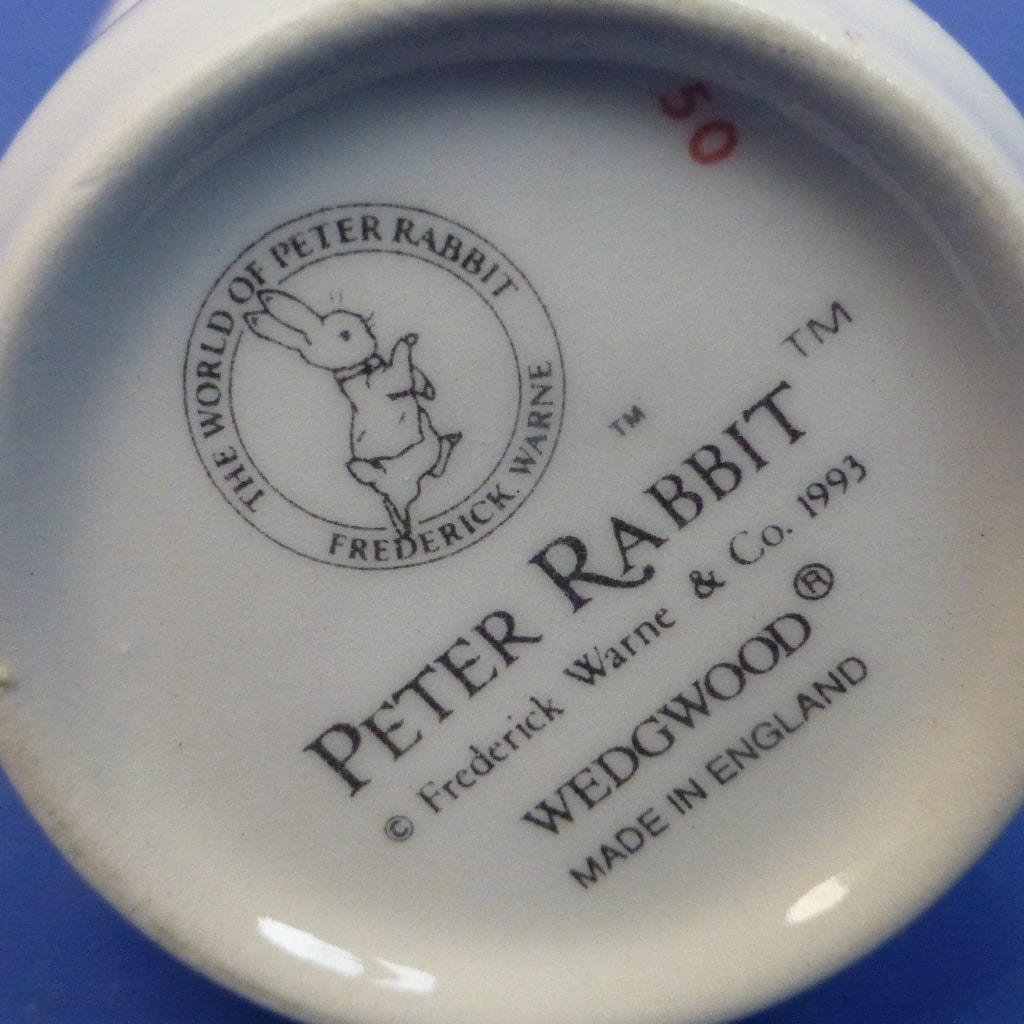 50
THE WORLD OF PETER RABBIT
FREDERICK WARNE
TM
PETER RABBIT TM
© Frederick Warne & Co. 1993
WEDGWOOD®
MADE IN ENGLAND